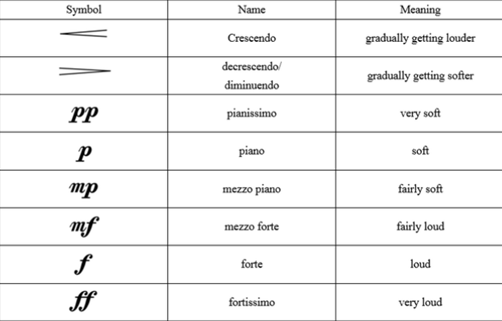 Symbol Name Meaning
Crescendo gradually getting louder
decrescendo/
diminuendo gradually getting softer
pp pianissimo very soft
p piano soft
mp mezzo piano fairly soft
mf mezzo forte fairly loud
f forte loud
ff fortissimo very loud